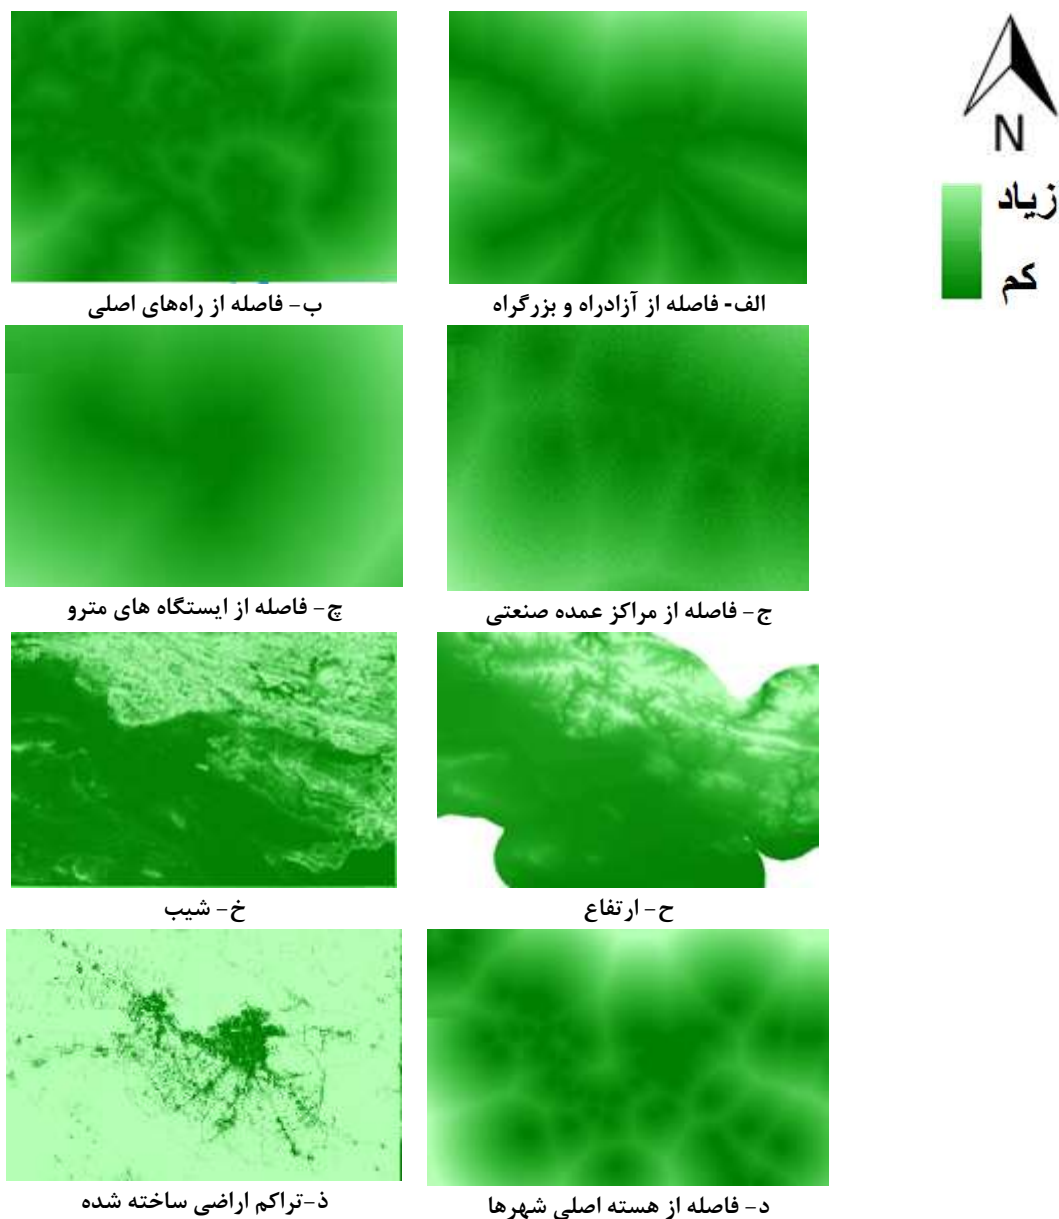 N
زیاد
کم
الف- فاصله از آزادراه و بزرگراه
ب- فاصله از راه‌های اصلی
ج- فاصله از مراکز عمده صنعتی
چ- فاصله از ایستگاه های مترو
ح- ارتفاع
خ- شیب
د- فاصله از هسته اصلی شهرها
ذ-تراکم اراضی ساخته شده